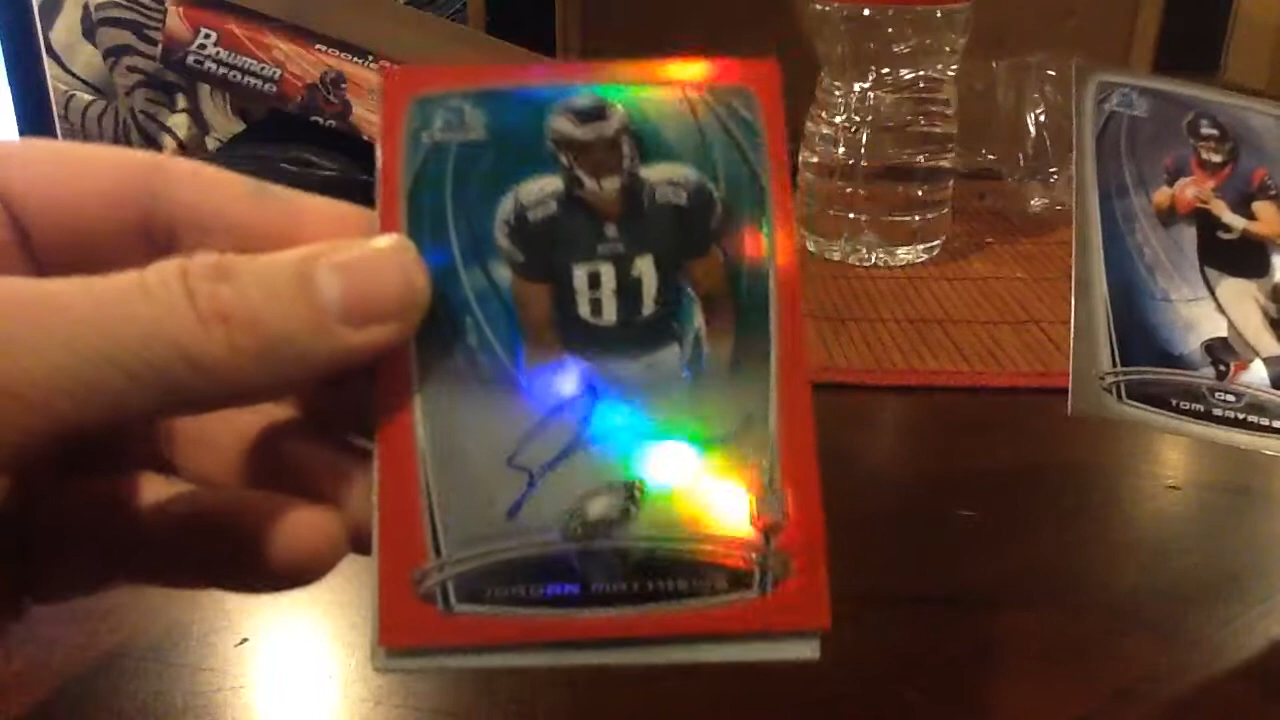 Bowman
Chrome
ROOKIE
81
JORDAN MATTHEWS
QB
TOM SAVAGE